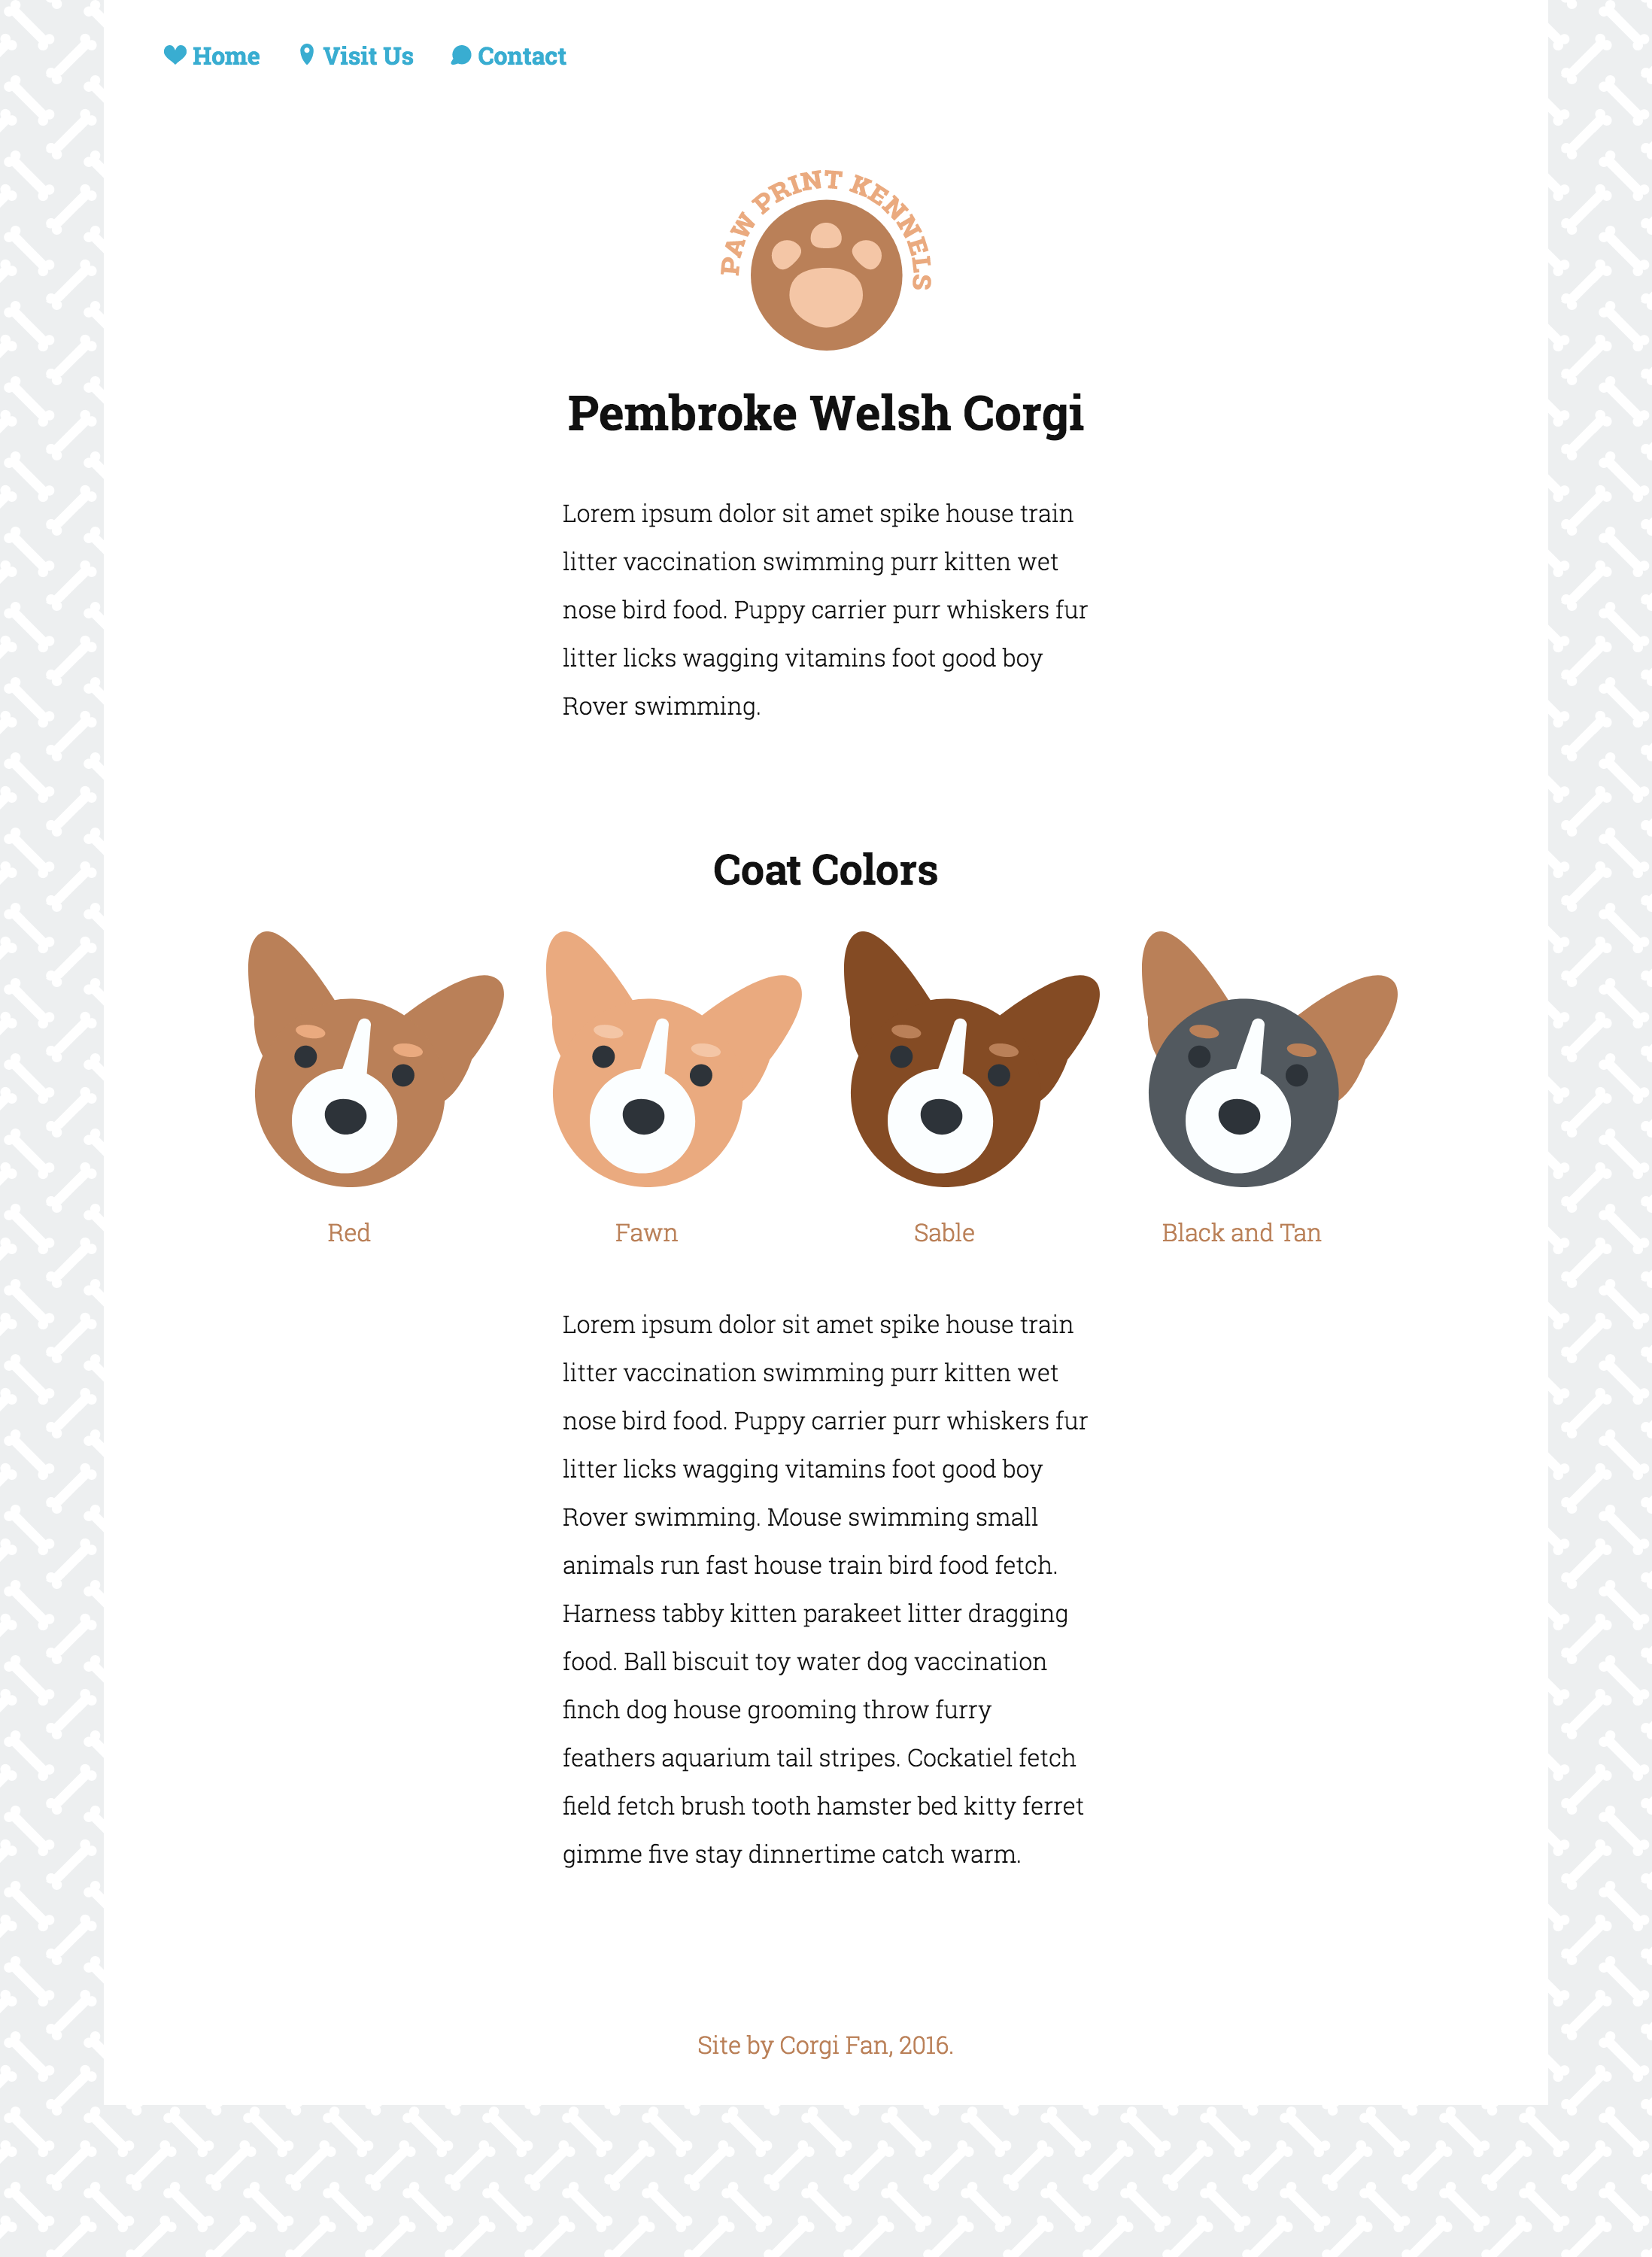 Home Visit Us Contact
PAW PRINT KENNELS
Pembroke Welsh Corgi
Lorem ipsum dolor sit amet spike house train
litter vaccination swimming purr kitten wet
nose bird food. Puppy carrier purr whiskers fur
litter licks wagging vitamins foot good boy
Rover swimming.
Coat Colors
Red Fawn Sable Black and Tan
Lorem ipsum dolor sit amet spike house train
litter vaccination swimming purr kitten wet
nose bird food. Puppy carrier purr whiskers fur
litter licks wagging vitamins foot good boy
Rover swimming. Mouse swimming small
animals run fast house train bird food fetch.
Harness tabby kitten parakeet litter dragging
food. Ball biscuit toy water dog vaccination
finch dog house grooming throw furry
feathers aquarium tail stripes. Cockatiel fetch
field fetch brush tooth hamster bed kitty ferret
gimme five stay dinnertime catch warm.
Site by Corgi Fan, 2016.